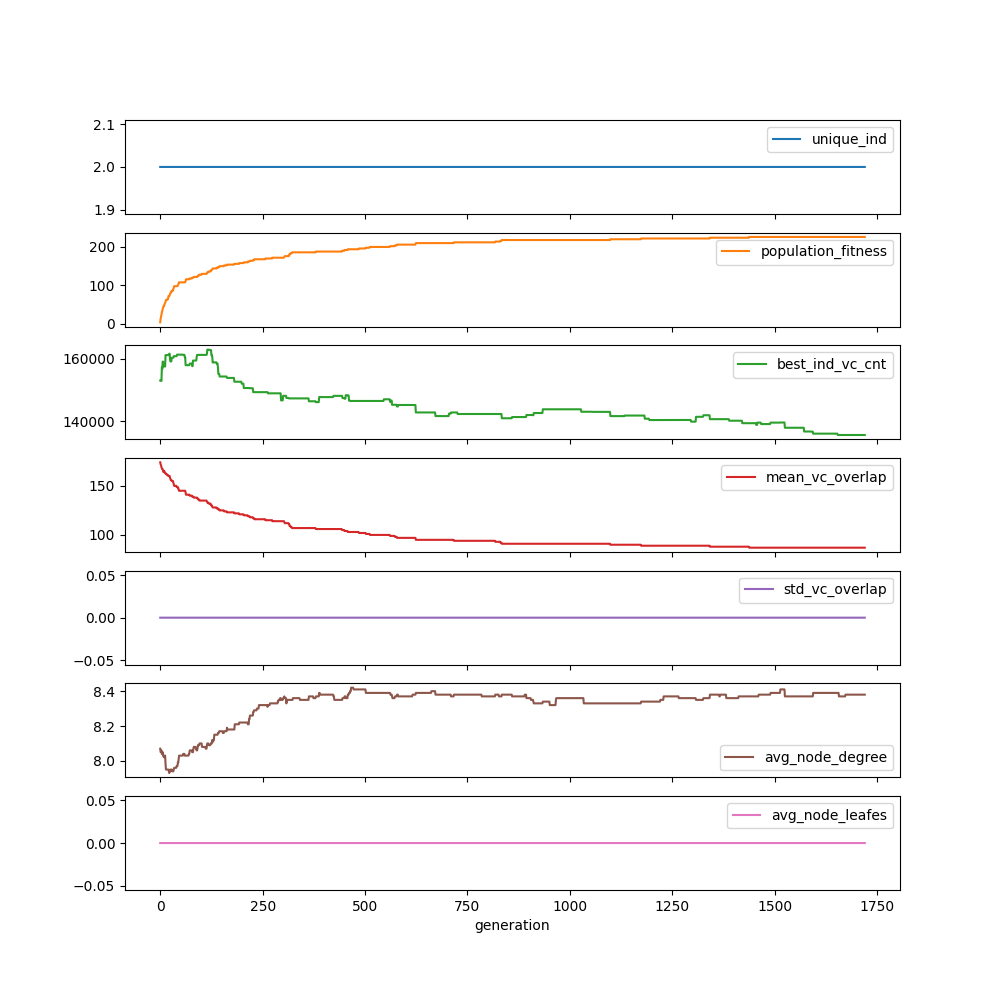 2.1
2.0
1.9
unique_ind
200
100
0
population_fitness
160000
140000
best_ind_vc_cnt
150
100
mean_vc_overlap
0.05
0.00
−0.05
std_vc_overlap
8.4
8.2
8.0
avg_node_degree
0.05
0.00
−0.05
avg_node_leafes
0 250 500 750 1000 1250 1500 1750
generation